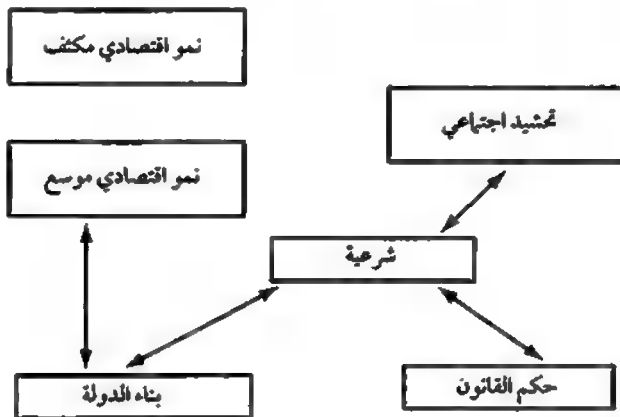 نمو اقتصادي مكثف
تحشيد اجتماعي
نمو اقتصادي موسع
شرعية
بناء الدولة
حكم القانون